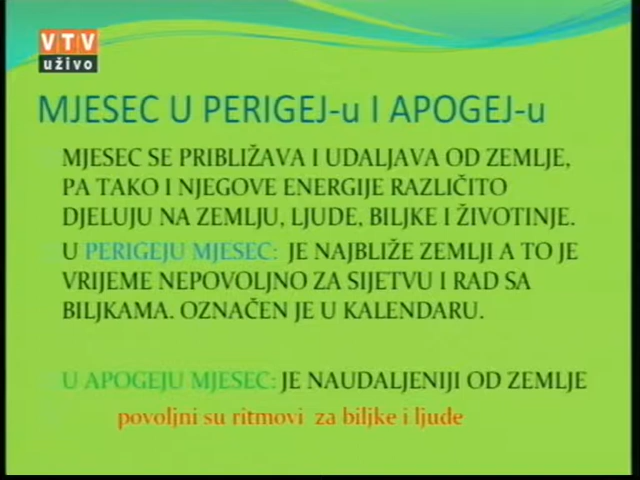 VTV
uživo
MJESEC U PERIGEJ-u I APOGEJ-u
MJESEC SE PRIBLIŽAVA I UDALJAVA OD ZEMLJE,
PA TAKO I NJEGOVE ENERGIJE RAZLIČITO
DJELUJU NA ZEMLJU, LJUDE, BILJKE I ŽIVOTINJE.
U PERIGEJU MJESEC: JE NAJBLIŽE ZEMLJI A TO JE
VRIJEME NEPOVOLJNO ZA SIJETVU I RAD SA
BILJKAMA. OZNAČEN JE U KALENDARU.
U APOGEJU MJESEC: JE NAUDALJENIJI OD ZEMLJE
povoljni su ritmovi za biljke i ljude